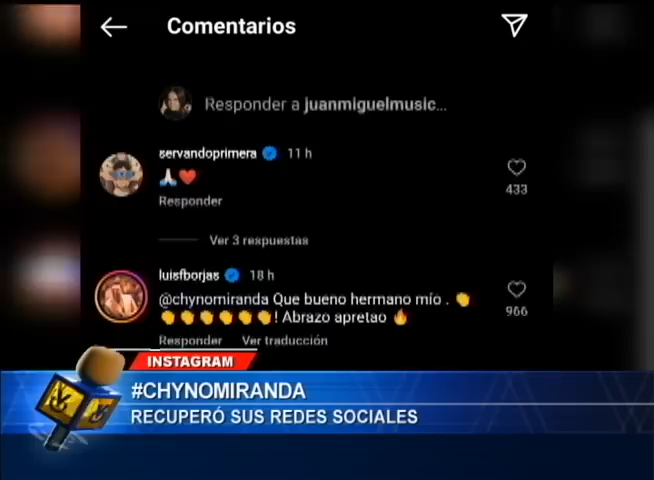 Comentarios
Responder a juanmiguelmusic...
servandoprimera 11 h
🙏🏻❤️
433
Responder
Ver 3 respuestas
luisfborjas 18 h
@chynomiranda Que bueno hermano mío . 👏
👏👏👏👏👏👏! Abrazo apretao 🔥
966
Responder Ver traducción
INSTAGRAM
#CHYNOMIRANDA
RECUPERÓ SUS REDES SOCIALES